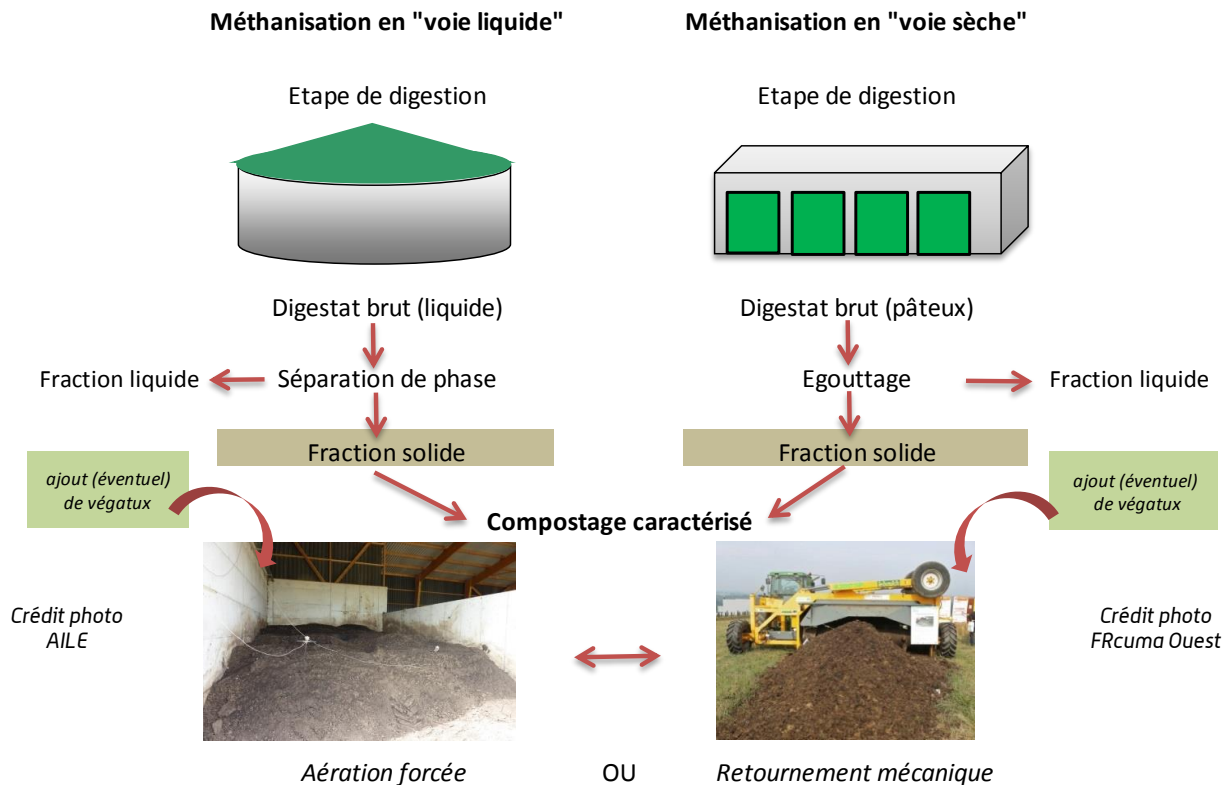 Méthanisation en "voie liquide"
Méthanisation en "voie sèche"
Etape de digestion
Etape de digestion
Digestat brut (liquide)
Digestat brut (pâteux)
Fraction liquide
Séparation de phase
Egouttage
Fraction liquide
Fraction solide
Fraction solide
ajout (éventuel)
de végatux
ajout (éventuel)
de végatux
Compostage caractérisé
Crédit photo
AILE
Crédit photo
FRcuma Ouest
Aération forcée
OU
Retournement mécanique